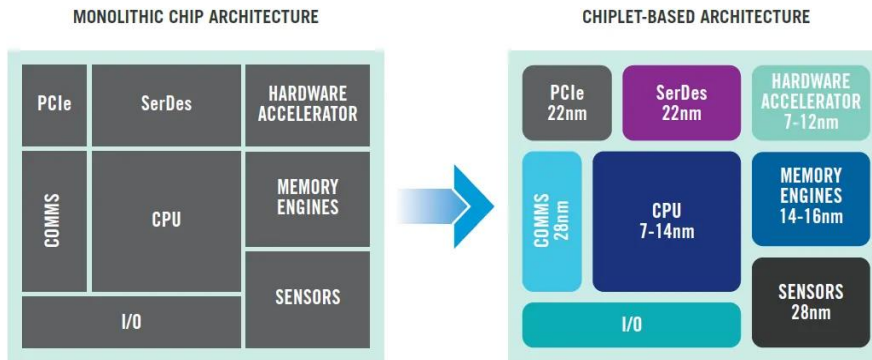 MONOLITHIC CHIP ARCHITECTURE
PCIe
SerDes
HARDWARE
ACCELERATOR
COMMS
CPU
MEMORY
ENGINES
SENSORS
I/O
CHIPLET-BASED ARCHITECTURE
PCIe
22nm
SerDes
22nm
HARDWARE
ACCELERATOR
7-12nm
COMMS
28nm
CPU
7-14nm
MEMORY
ENGINES
14-16nm
SENSORS
28nm
I/O